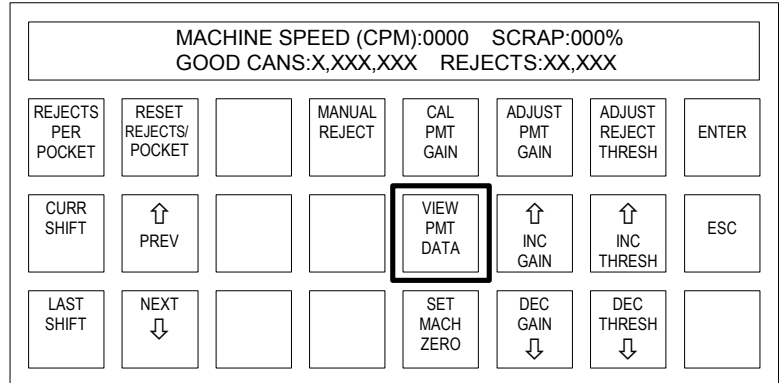 MACHINE SPEED (CPM):0000 SCRAP:000%
GOOD CANS:X,XXX,XXX REJECTS:XX,XXX
REJECTS
PER
POCKET
RESET
REJECTS/
POCKET
MANUAL
REJECT
CAL
PMT
GAIN
ADJUST
PMT
GAIN
ADJUST
REJECT
THRESH
ENTER
CURR
SHIFT
⇧
PREV
VIEW
PMT
DATA
⇧
INC
GAIN
⇧
INC
THRESH
ESC
LAST
SHIFT
NEXT
⇩
SET
MACH
ZERO
DEC
GAIN
⇩
DEC
THRESH
⇩